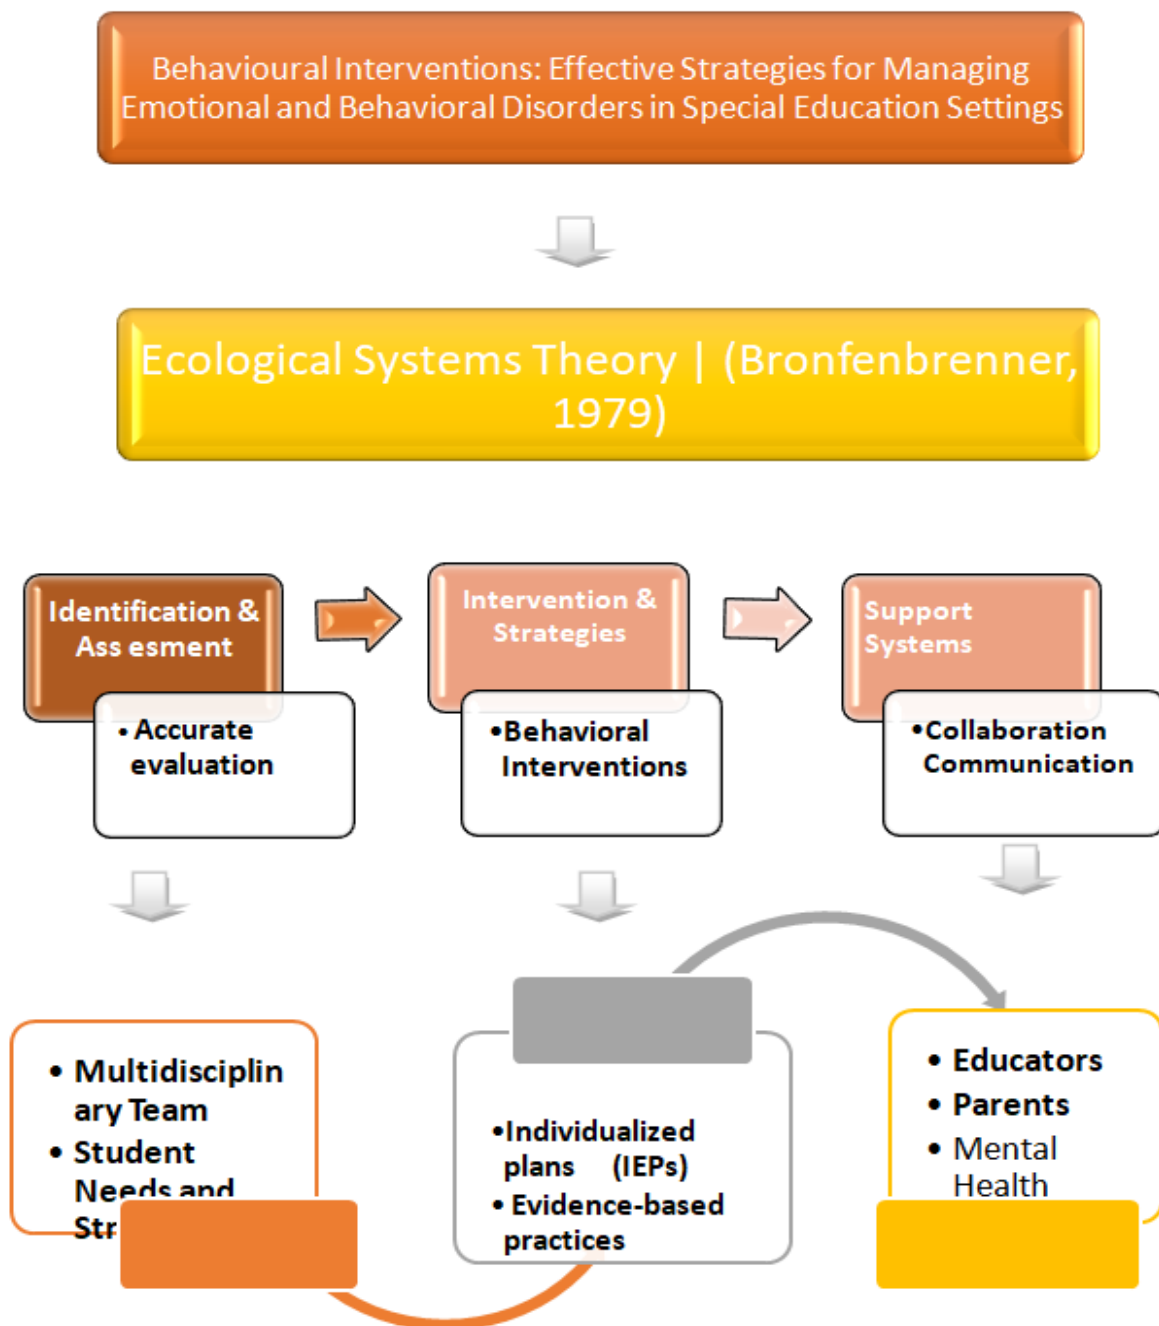 Behavioural Interventions: Effective Strategies for Managing
Emotional and Behavioral Disorders in Special Education Settings
Ecological Systems Theory | (Bronfenbrenner,
1979)
Identification &
Ass esment
• Accurate
evaluation
Intervention &
Strategies
•Behavioral
Interventions
Support
Systems
•Collaboration
Communication
• Multidisciplin
ary Team
• Student
Needs and
•Individualized
plans (IEPs)
• Evidence-based
practices
• Educators
• Parents
• Mental
Health